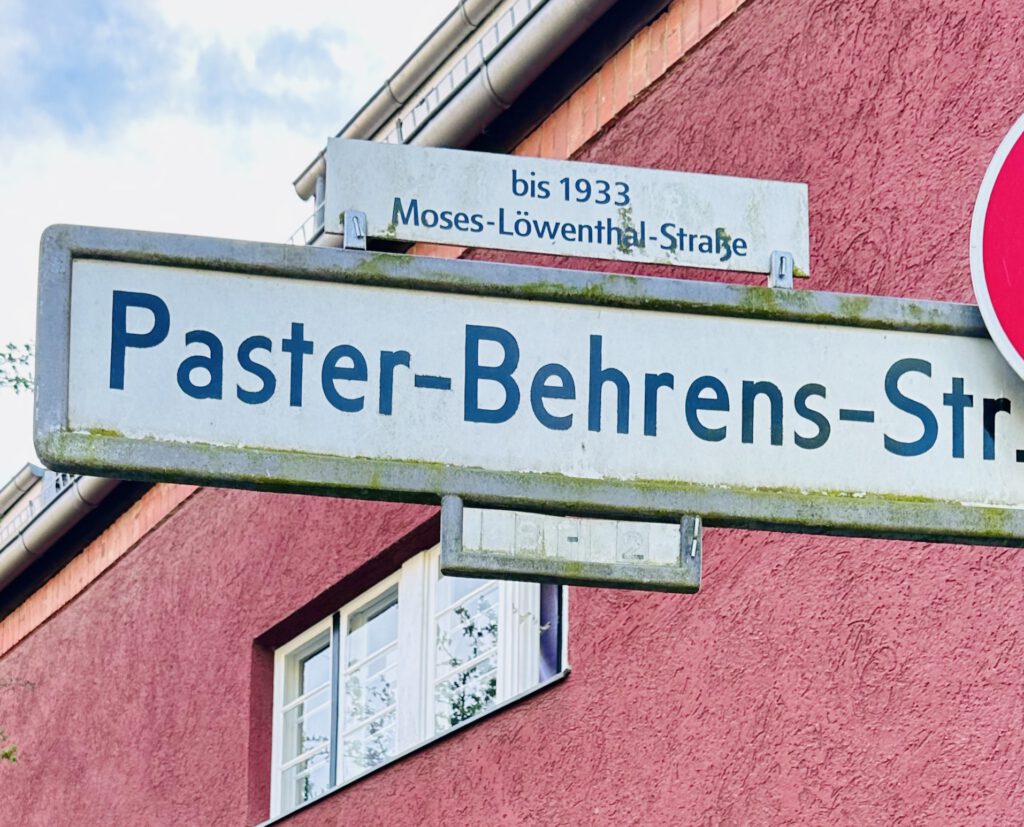 bis 1933
Moses-Löwenthal-Straße
Paster-Behrens-Str.